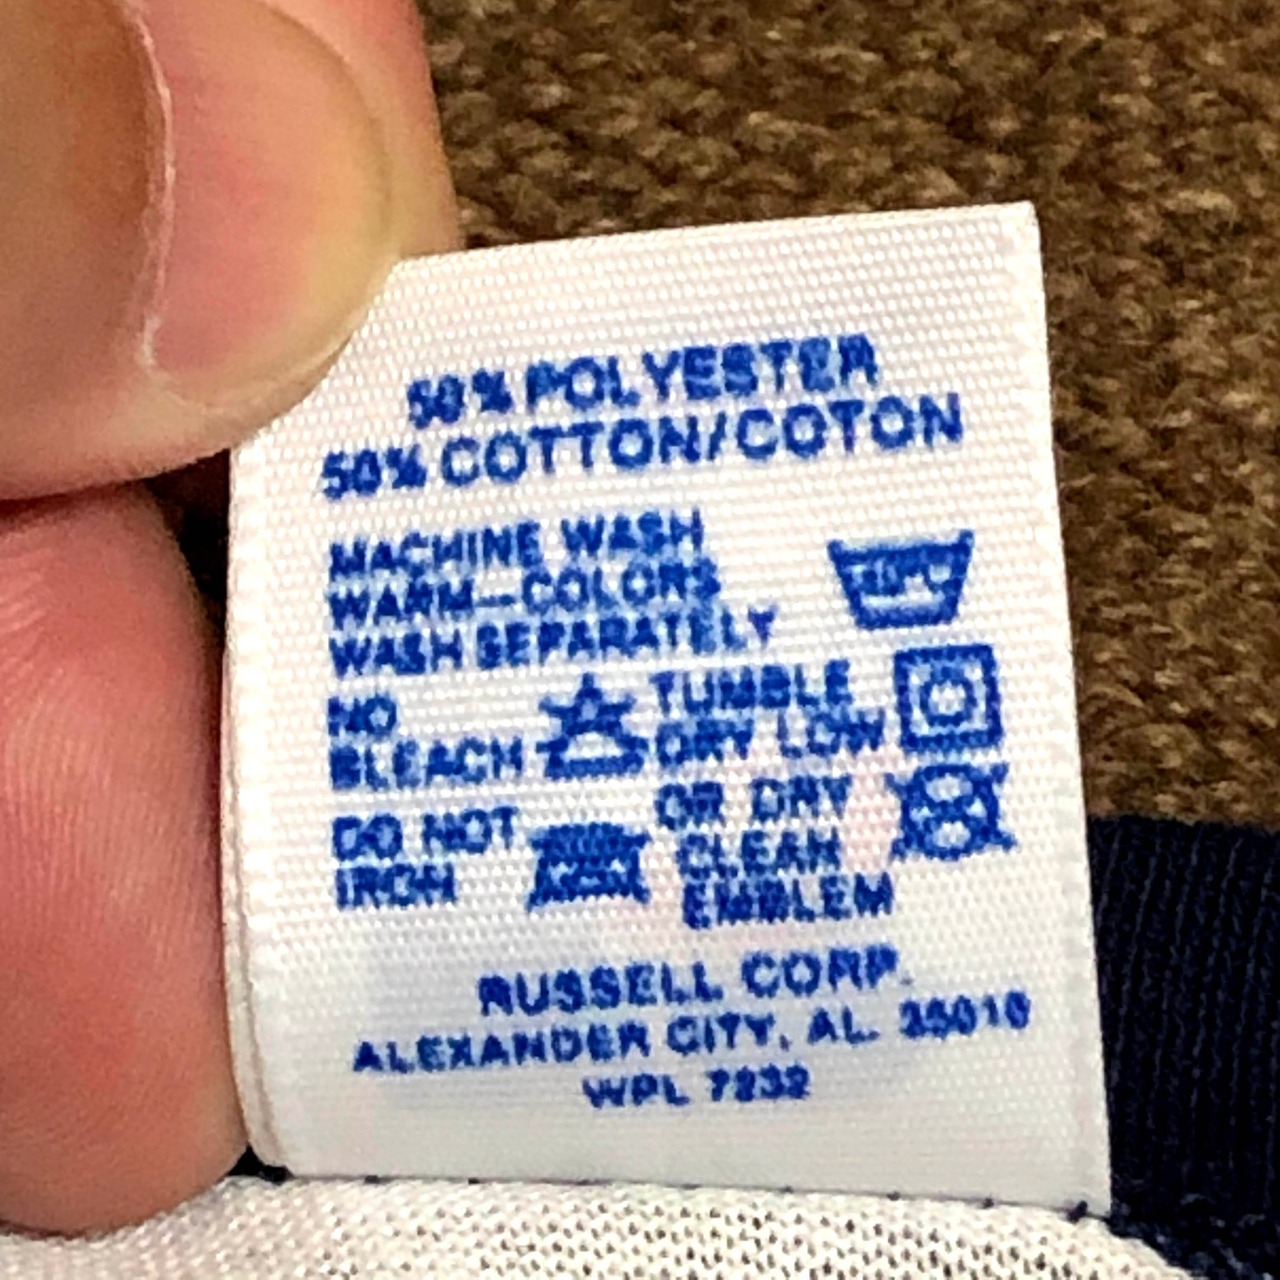 50% POLYESTER
50% COTTON/COTON
MACHINE WASH
WARM—COLORS
WASH SEPARATELY
NO
BLEACH
TUMBLE
DRY LOW
DO NOT
IRON
OR DRY
CLEAN
EMBLEM
RUSSELL CORP.
ALEXANDER CITY, AL. 35010
WPL 7232